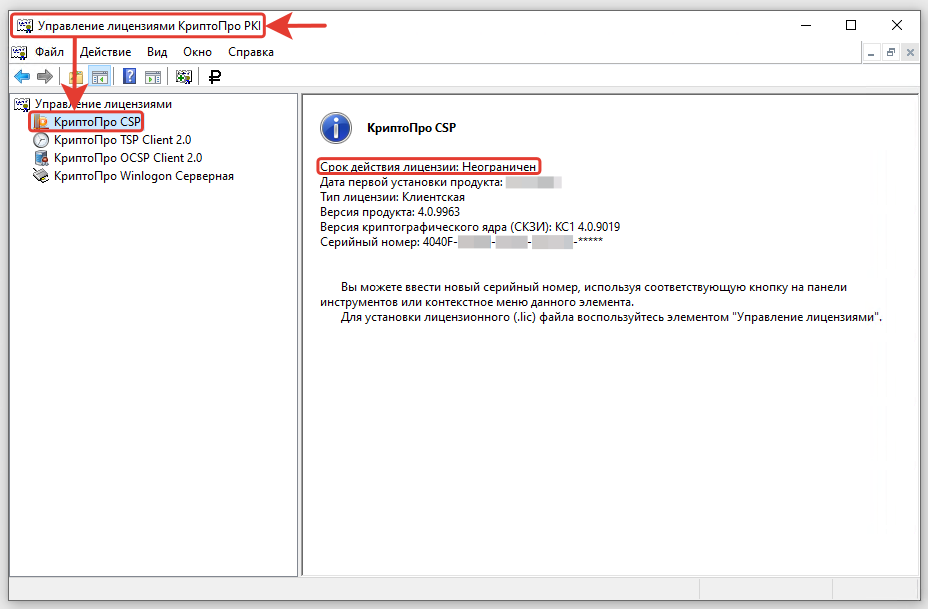 Управление лицензиями КриптоПро PKI
Файл Действие Вид Окно Справка
Управление лицензиями
КриптоПро CSP
КриптоПро TSP Client 2.0
КриптоПро OCSP Client 2.0
КриптоПро Winlogon Серверная
КриптоПро CSP
Срок действия лицензии: Неограничен
Дата первой установки продукта:
Тип лицензии: Клиентская
Версия продукта: 4.0.9963
Версия криптографического ядра (СКЗИ): КС1 4.0.9019
Серийный номер: 4040F- - - -*****
Вы можете ввести новый серийный номер, используя соответствующую кнопку на панели
инструментов или контекстное меню данного элемента.
Для установки лицензионного (.lic) файла воспользуйтесь элементом "Управление лицензиями".